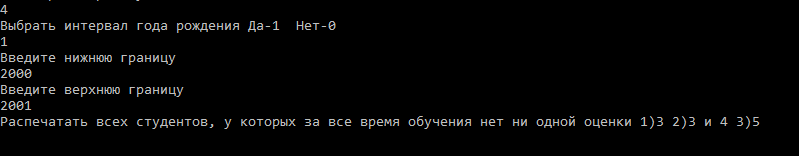 4
Выбрать интервал года рождения Да-1  Нет-0
1
Введите нижнюю границу
2000
Введите верхнюю границу
2001
Распечатать всех студентов, у которых за все время обучения нет ни одной оценки 1)3 2)3 и 4 3)5